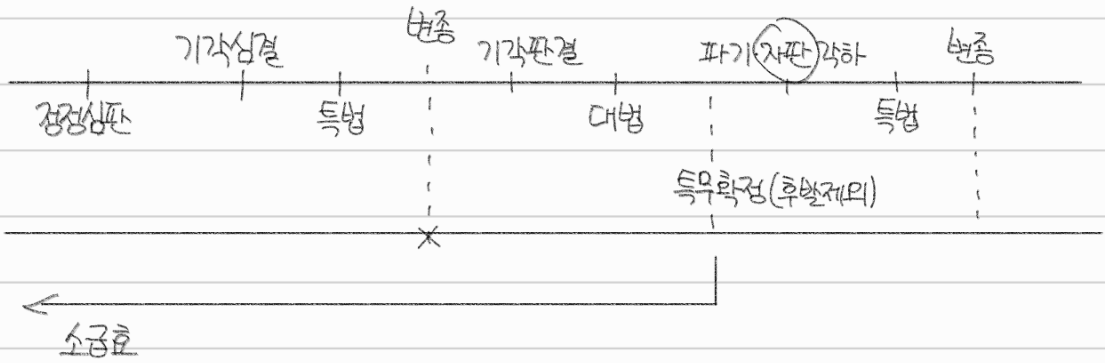 변종
기각심결 기각판결 파기 자판 각하 변종
정정심판 특법 대법 특법
특무확정(후발제외)
소급효